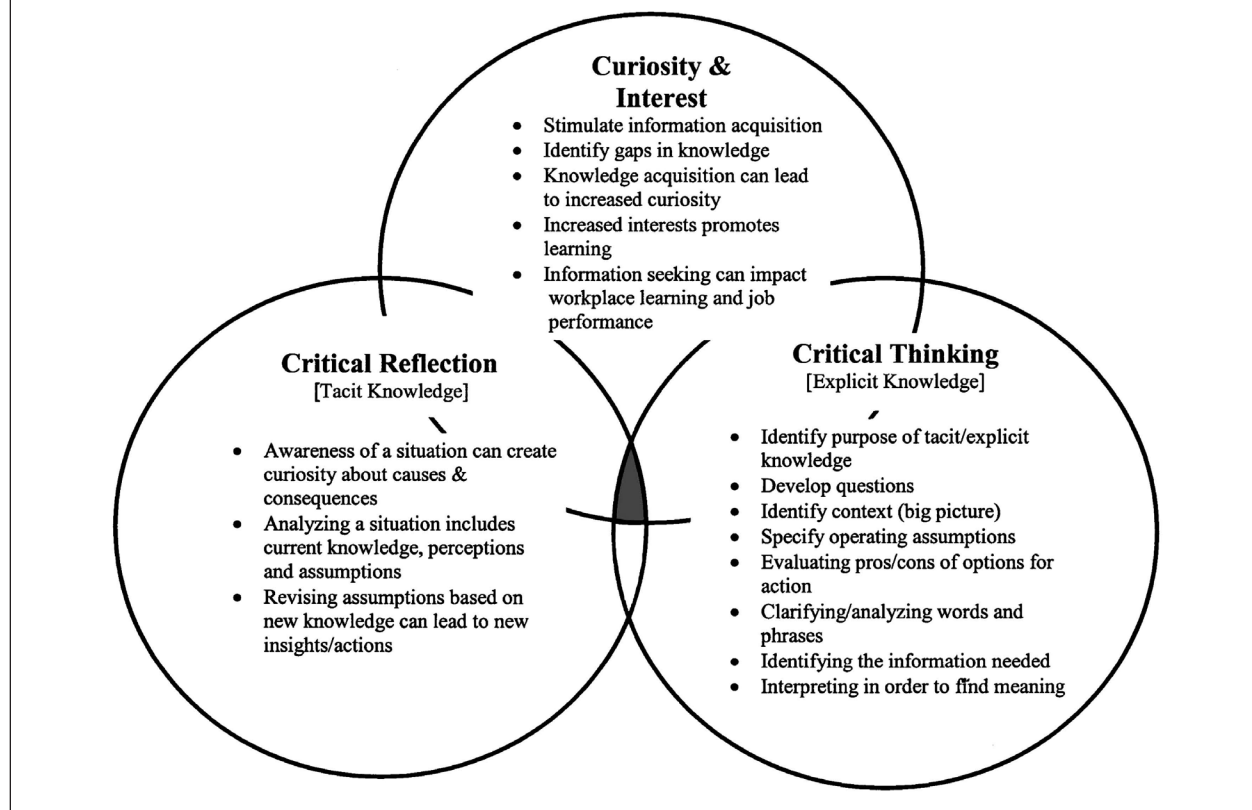 Curiosity &
Interest
• Stimulate information acquisition
• Identify gaps in knowledge
• Knowledge acquisition can lead
to increased curiosity
• Increased interests promotes
learning
• Information seeking can impact
workplace learning and job
performance
Critical Reflection
[Tacit Knowledge]
• Awareness of a situation can create
curiosity about causes &
consequences
• Analyzing a situation includes
current knowledge, perceptions
and assumptions
• Revising assumptions based on
new knowledge can lead to new
insights/actions
Critical Thinking
[Explicit Knowledge]
• Identify purpose of tacit/explicit
knowledge
• Develop questions
• Identify context (big picture)
• Specify operating assumptions
• Evaluating pros/cons of options for
action
• Clarifying/analyzing words and
phrases
• Identifying the information needed
• Interpreting in order to find meaning